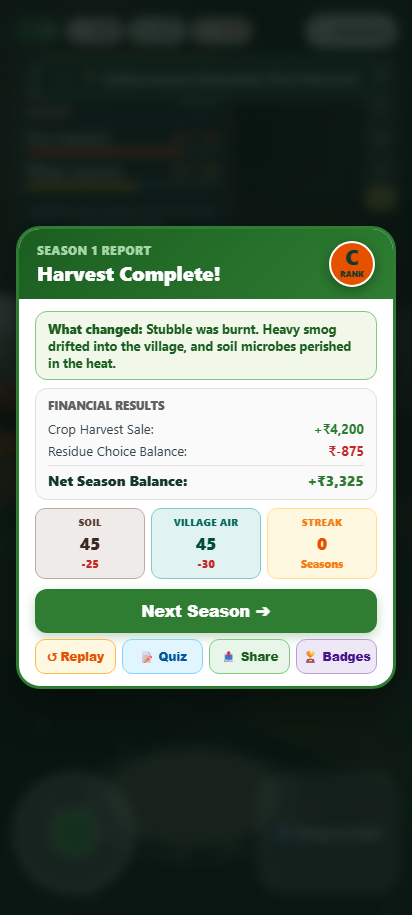 SEASON 1 REPORT
Harvest Complete!
C
RANK
What changed: Stubble was burnt. Heavy smog
drifted into the village, and soil microbes perished
in the heat.
FINANCIAL RESULTS
Crop Harvest Sale: +₹4,200
Residue Choice Balance: ₹-875
Net Season Balance: +₹3,325
SOIL
45
-25
VILLAGE AIR
45
-30
STREAK
0
Seasons
Next Season ➔
↺ Replay
📝 Quiz
📤 Share
🏆 Badges